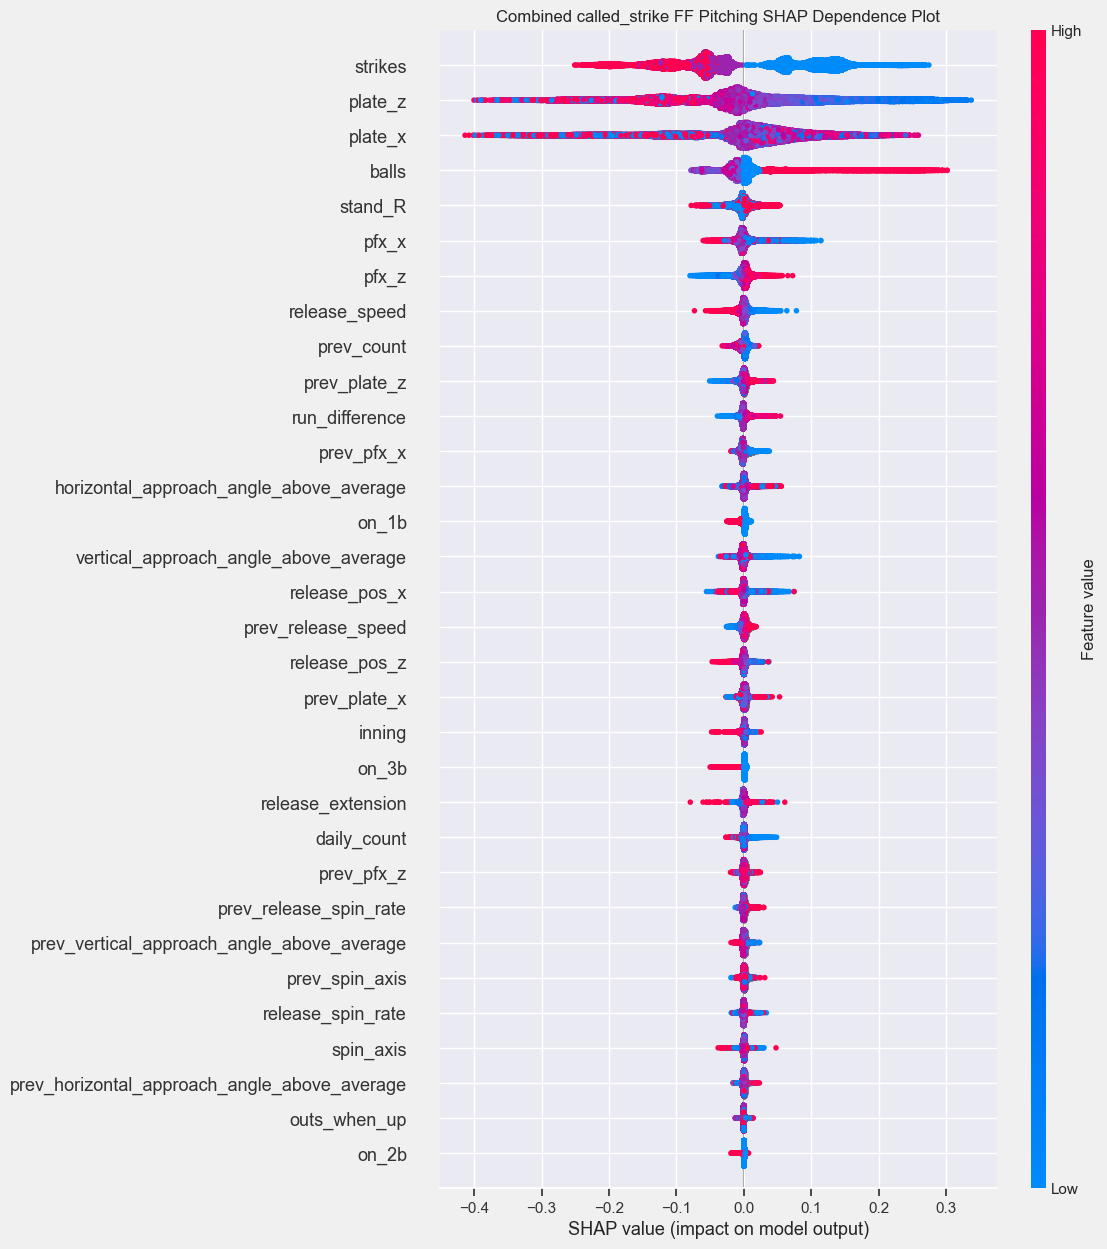 Combined called_strike FF Pitching SHAP Dependence Plot
High
strikes
plate_z
plate_x
balls
stand_R
pfx_x
pfx_z
release_speed
prev_count
prev_plate_z
run_difference
prev_pfx_x
horizontal_approach_angle_above_average
on_1b
vertical_approach_angle_above_average
release_pos_x
prev_release_speed
release_pos_z
prev_plate_x
inning
on_3b
release_extension
daily_count
prev_pfx_z
prev_release_spin_rate
prev_vertical_approach_angle_above_average
prev_spin_axis
release_spin_rate
spin_axis
prev_horizontal_approach_angle_above_average
outs_when_up
on_2b
Feature value
Low
−0.4 −0.3 −0.2 −0.1 0.0 0.1 0.2 0.3
SHAP value (impact on model output)